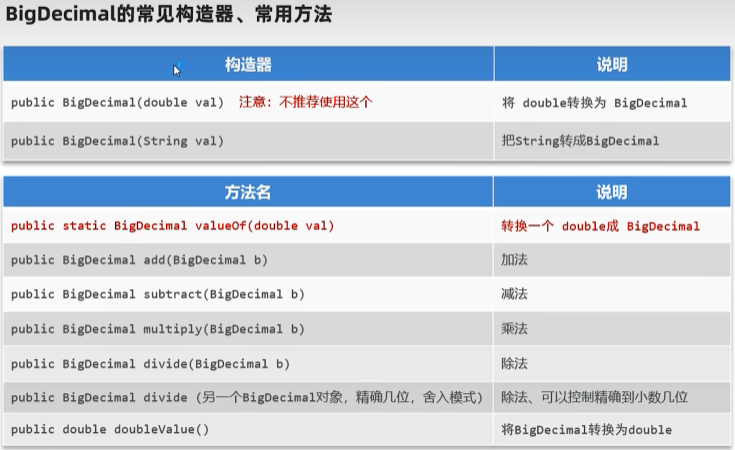 BigDecimal的常见构造器、常用方法
构造器 说明
public BigDecimal(double val) 注意：不推荐使用这个 将 double转换为 BigDecimal
public BigDecimal(String val) 把String转成BigDecimal
方法名 说明
public static BigDecimal valueOf(double val) 转换一个 double成 BigDecimal
public BigDecimal add(BigDecimal b) 加法
public BigDecimal subtract(BigDecimal b) 减法
public BigDecimal multiply(BigDecimal b) 乘法
public BigDecimal divide(BigDecimal b) 除法
public BigDecimal divide (另一个BigDecimal对象，精确几位，舍入模式) 除法、可以控制精确到小数几位
public double doubleValue() 将BigDecimal转换为double